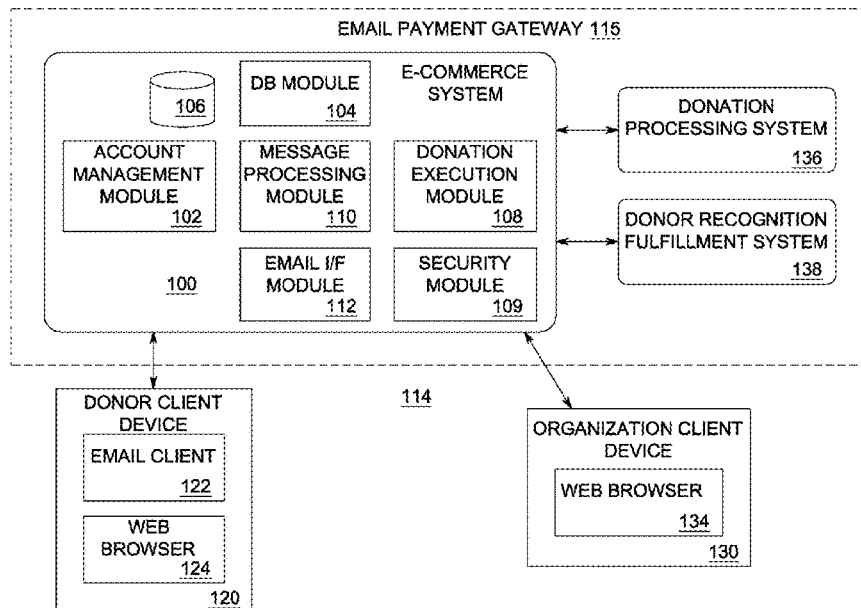 EMAIL PAYMENT GATEWAY 115
E-COMMERCE
SYSTEM
106
DB MODULE
104
ACCOUNT
MANAGEMENT
MODULE
102
MESSAGE
PROCESSING
MODULE
110
DONATION
EXECUTION
MODULE
108
100
EMAIL I/F
MODULE
112
SECURITY
MODULE
109
DONATION
PROCESSING SYSTEM
136
DONOR RECOGNITION
FULFILLMENT SYSTEM
138
114
DONOR CLIENT
DEVICE
EMAIL CLIENT
122
WEB
BROWSER
124
120
ORGANIZATION CLIENT
DEVICE
WEB BROWSER
134
130